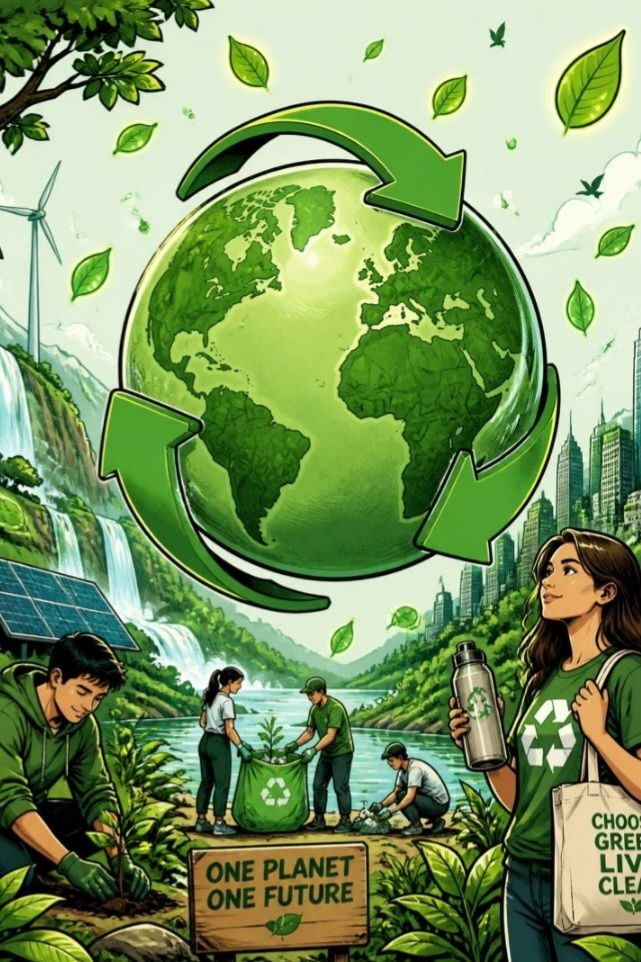 ONE PLANET
ONE FUTURE
CHOOS
GREE
LIV
CLEA